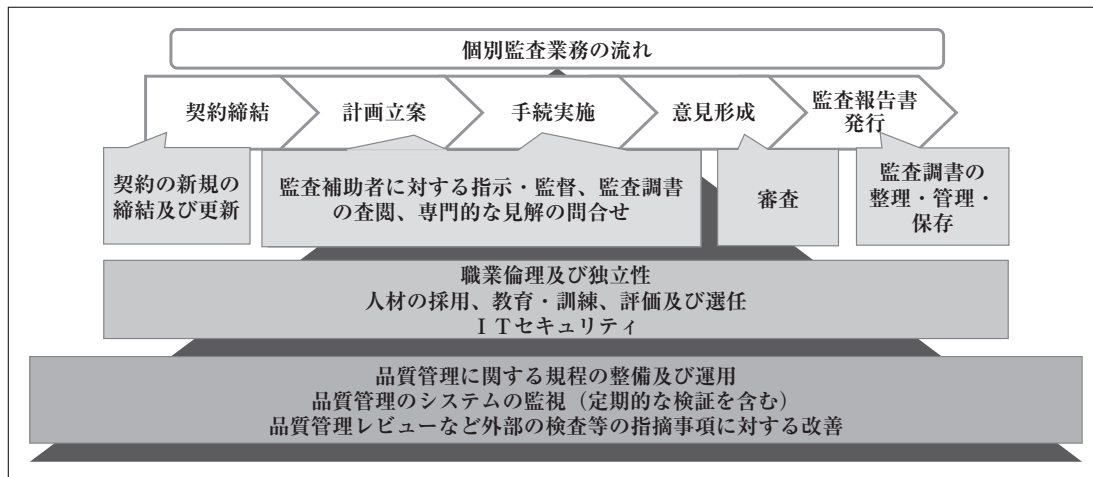 個別監査業務の流れ
契約締結
計画立案
手続実施
意見形成
監査報告書
発行
契約の新規の
締結及び更新
監査補助者に対する指示・監督、監査調書
の査閲、専門的な見解の問合せ
審査
監査調書の
整理・管理・
保存
職業倫理及び独立性
人材の採用、教育・訓練、評価及び選任
ＩＴセキュリティ
品質管理に関する規程の整備及び運用
品質管理のシステムの監視（定期的な検証を含む）
品質管理レビューなど外部の検査等の指摘事項に対する改善